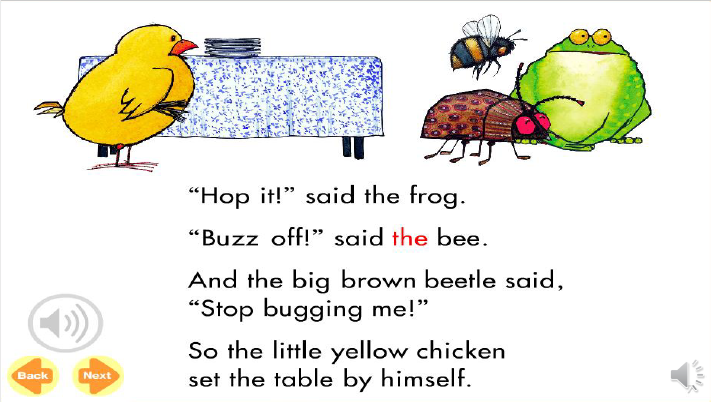 “Hop it!” said the frog.
“Buzz off!” said the bee.
And the big brown beetle said,
“Stop bugging me!”
So the little yellow chicken
set the table by himself.
Back
Next